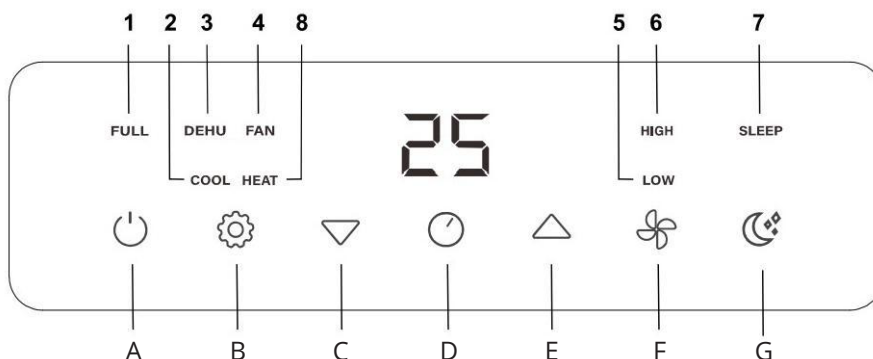 1 2 3 4 8 5 6 7
FULL DEHU FAN 25 HIGH SLEEP
COOL HEAT LOW
A B C D E F G